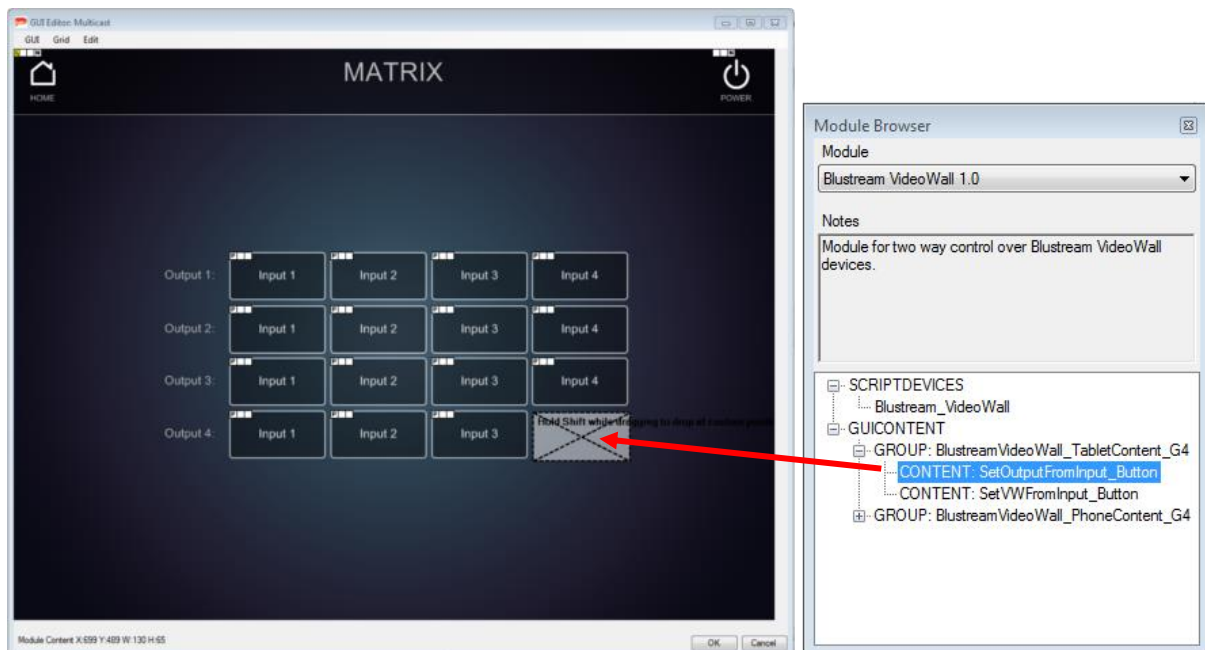 GUI Editor: Multicast
GUI Grid Edit
MATRIX
HOME
POWER
Output 1: Input 1 Input 2 Input 3 Input 4
Output 2: Input 1 Input 2 Input 3 Input 4
Output 3: Input 1 Input 2 Input 3 Input 4
Output 4: Input 1 Input 2 Input 3
Hold Shift while dragging to drop at custom
Module Content X:699 Y:489 W:130 H:65
OK Cancel
Module Browser
Module
Blustream VideoWall 1.0
Notes
Module for two way control over Blustream VideoWall
devices.
SCRIPTDEVICES
Blustream_VideoWall
GUICONTENT
GROUP: BlustreamVideoWall_TabletContent_G4
CONTENT: SetOutputFromInput_Button
CONTENT: SetVWFromInput_Button
GROUP: BlustreamVideoWall_PhoneContent_G4